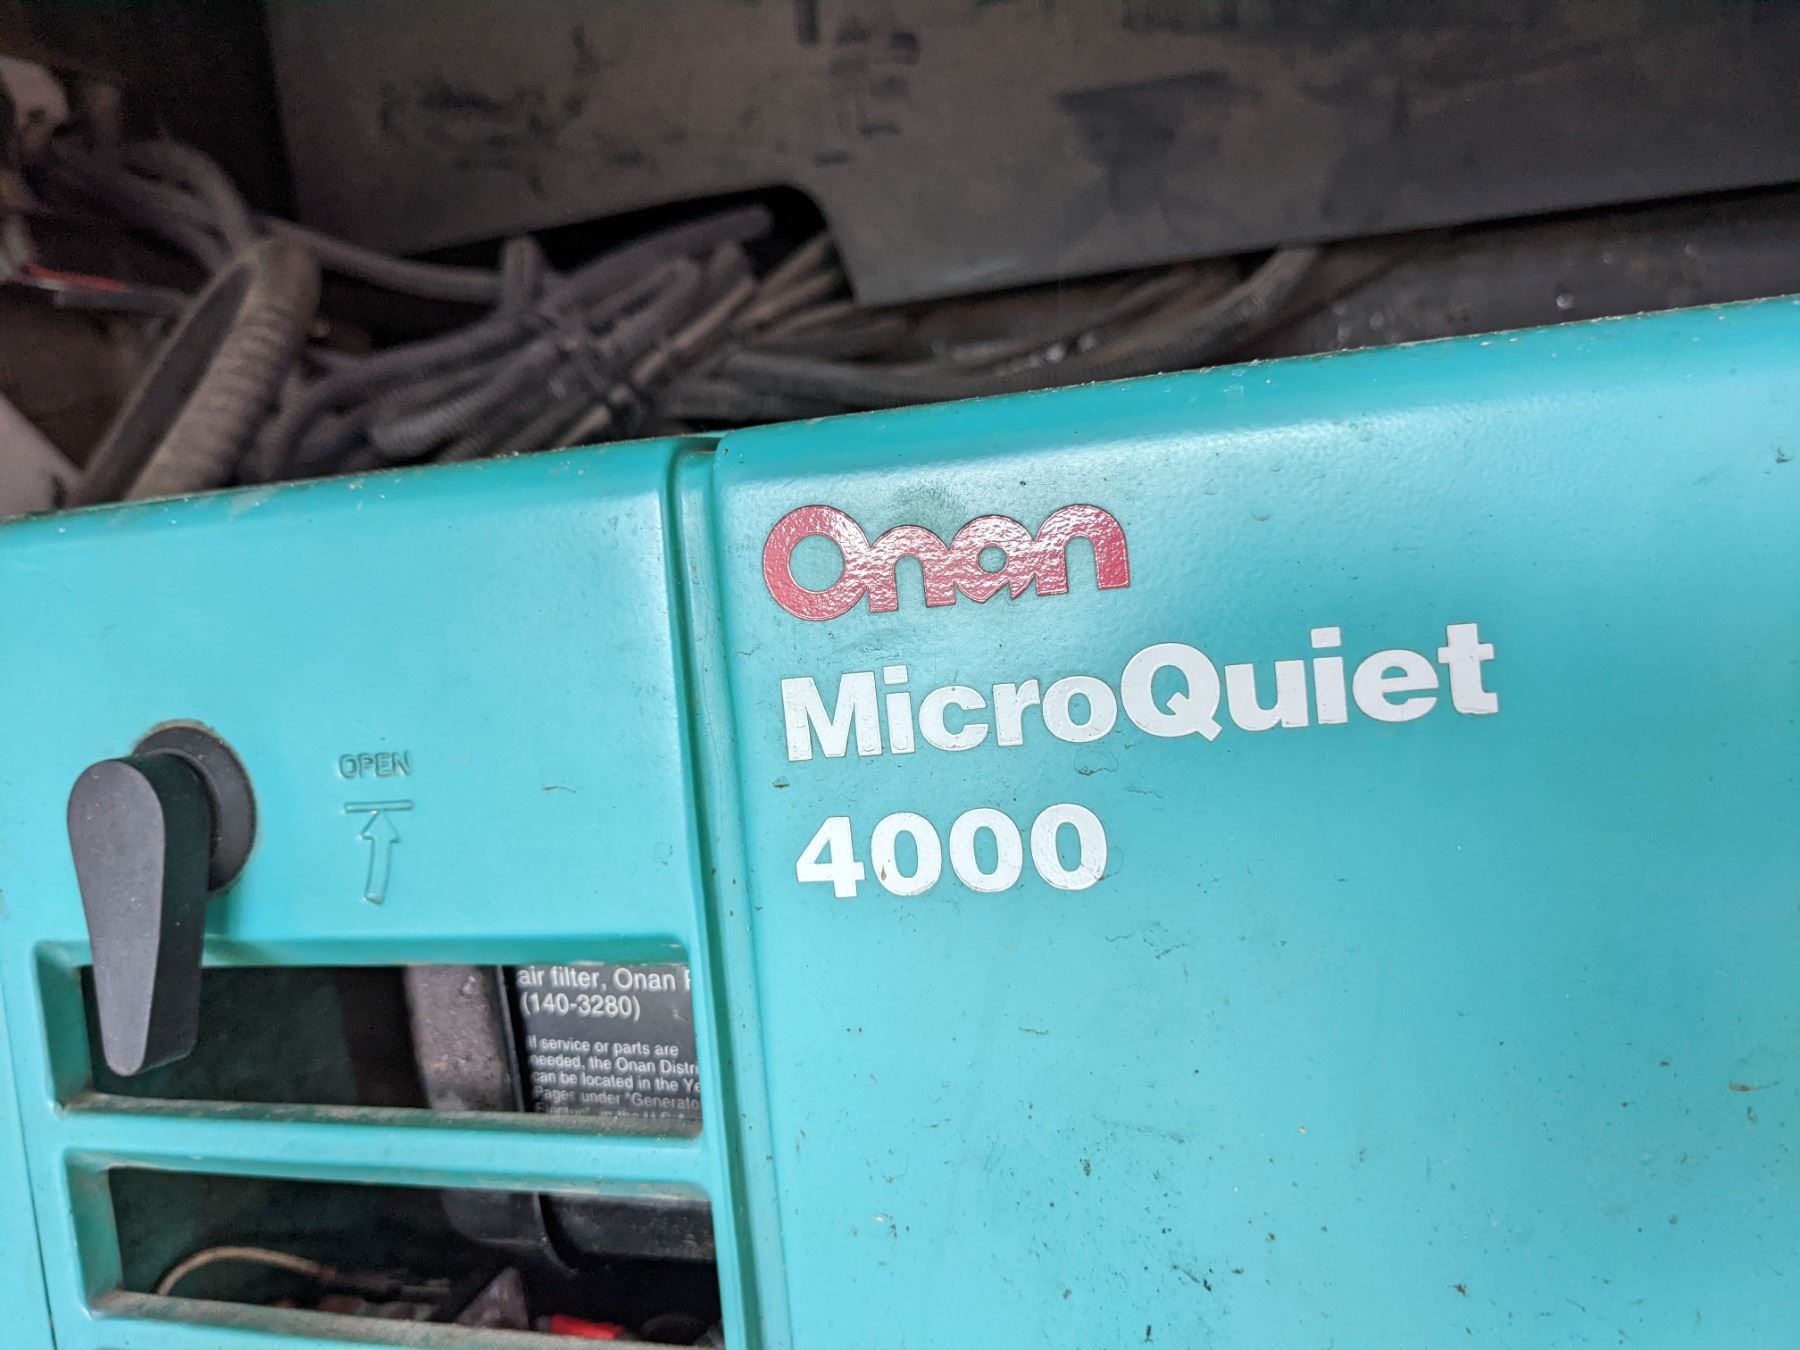 Onan
MicroQuiet
4000
OPEN
air filter, Onan
(140-3280)
If service or parts are
needed, the Onan
can be located in the
Pages under "Generato